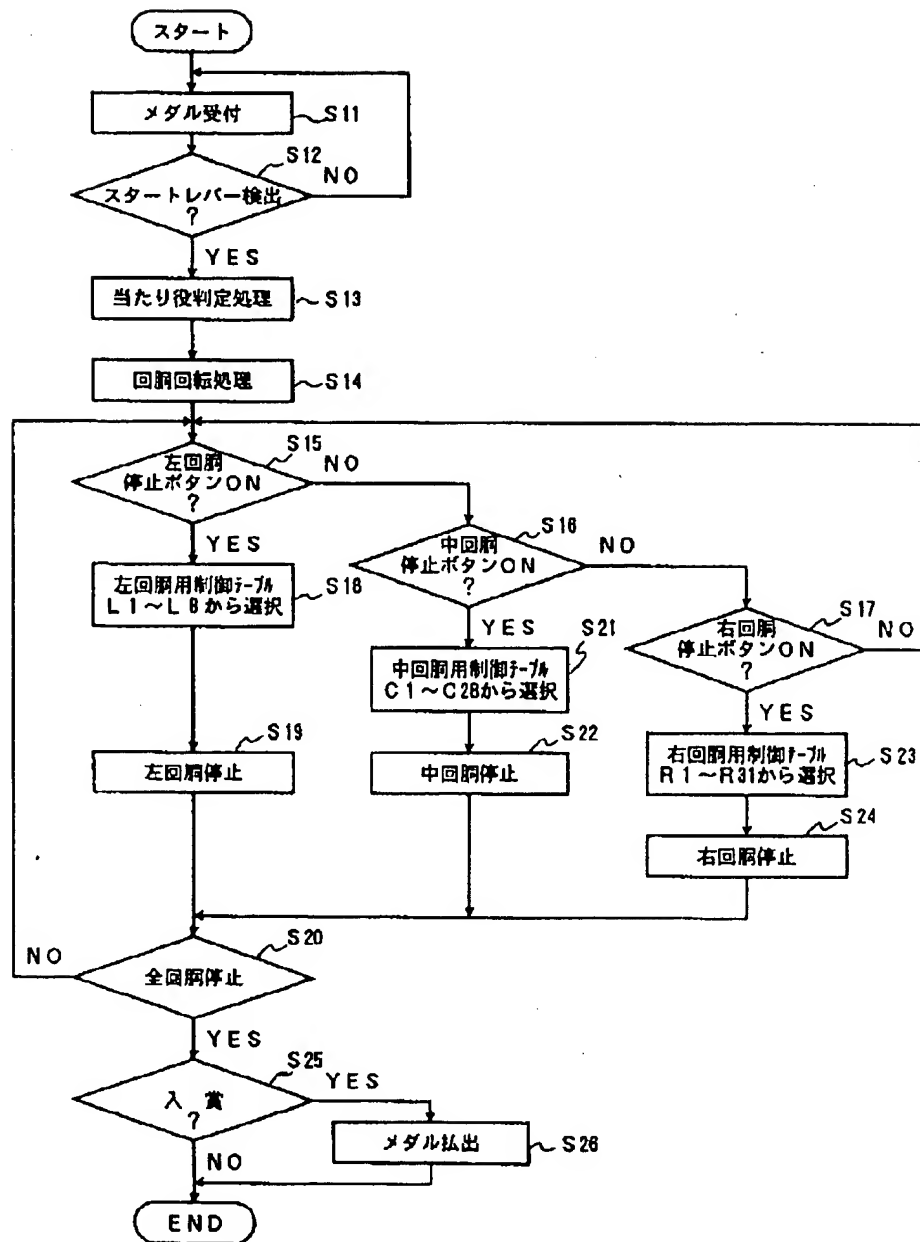 スタート
メダル受付
S11
S12
スタートレバー検出
?
NO
YES
当たり役判定処理
S13
回胴回転処理
S14
S15
左回胴
停止ボタンON
?
NO
YES
S16
中回胴
停止ボタンON
?
NO
YES
S17
右回胴
停止ボタンON
?
NO
YES
左回胴用制御テーブル
L1~L8から選択
S18
S21
中回胴用制御テーブル
C1~C28から選択
右回胴用制御テーブル
R1~R31から選択
S23
S19
左回胴停止
S22
中回胴停止
S24
右回胴停止
S20
NO
全回胴停止
YES
S25
入賞
?
YES
メダル払出
S26
NO
END